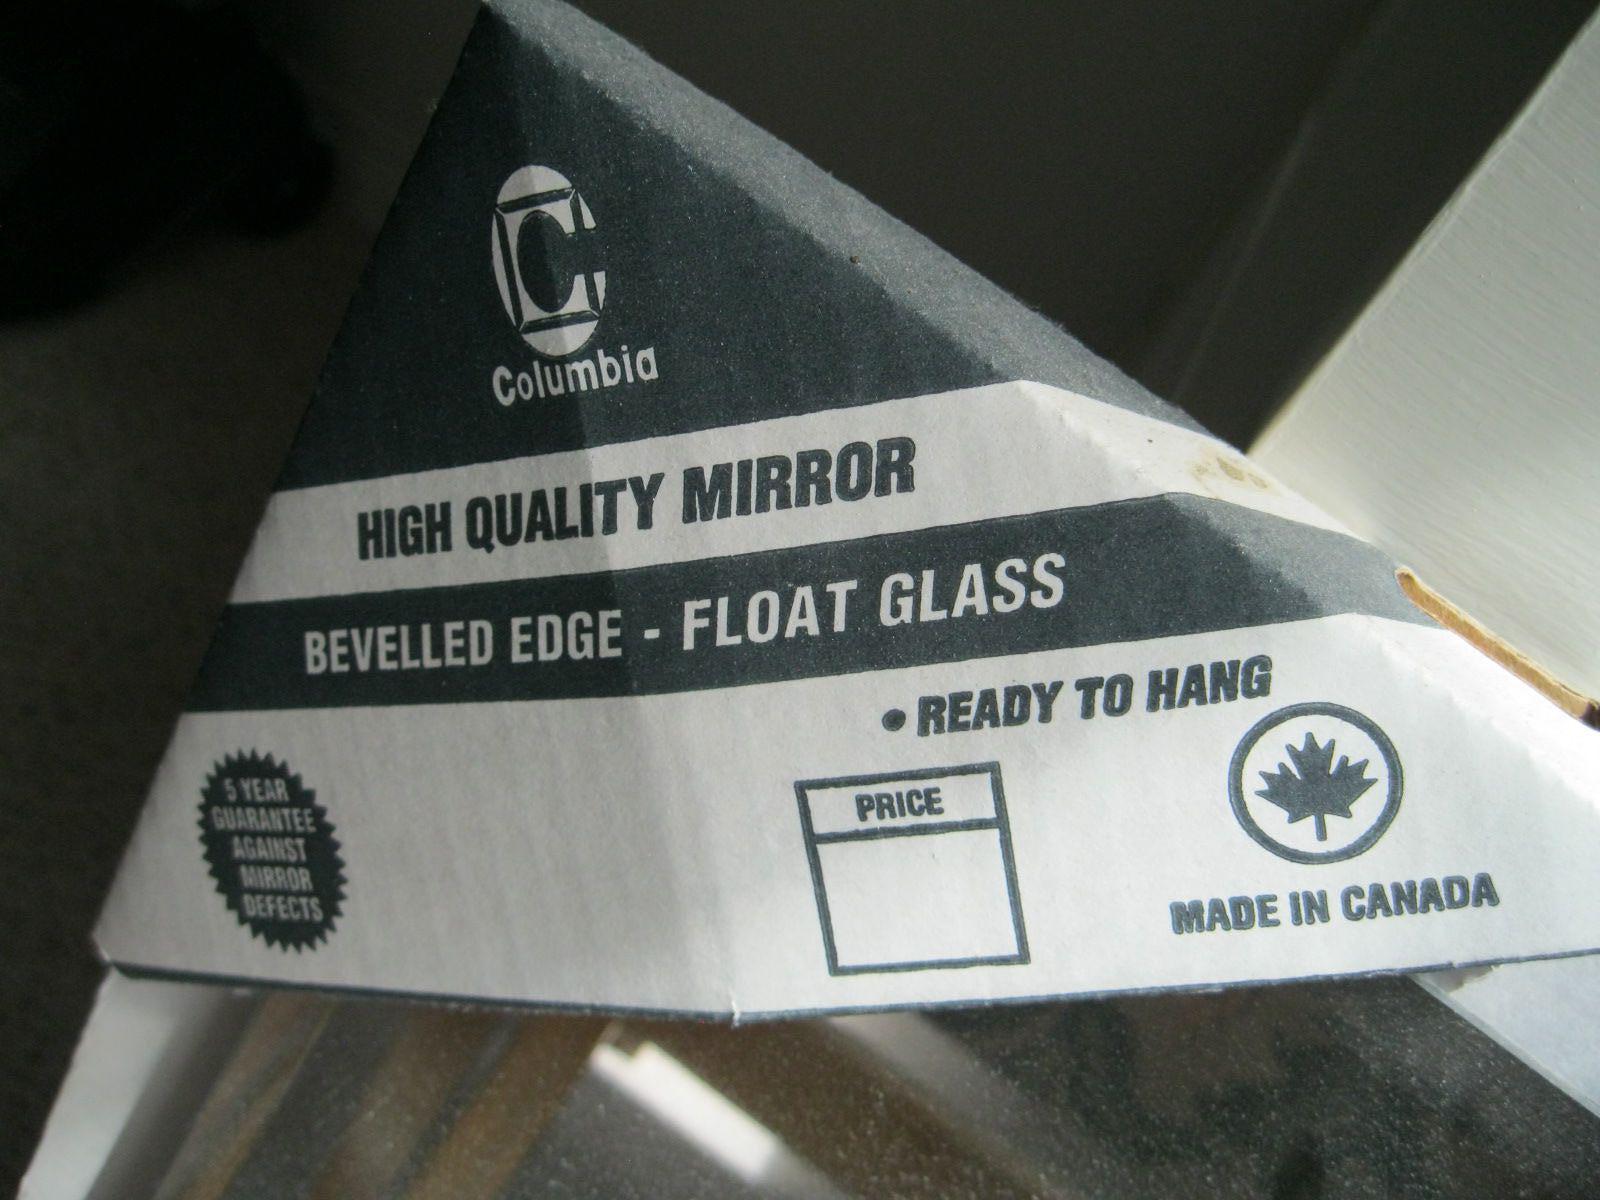 C
Columbia
HIGH QUALITY MIRROR
BEVELLED EDGE - FLOAT GLASS
• READY TO HANG
5 YEAR
GUARANTEE
AGAINST
MIRROR
DEFECTS
PRICE
MADE IN CANADA